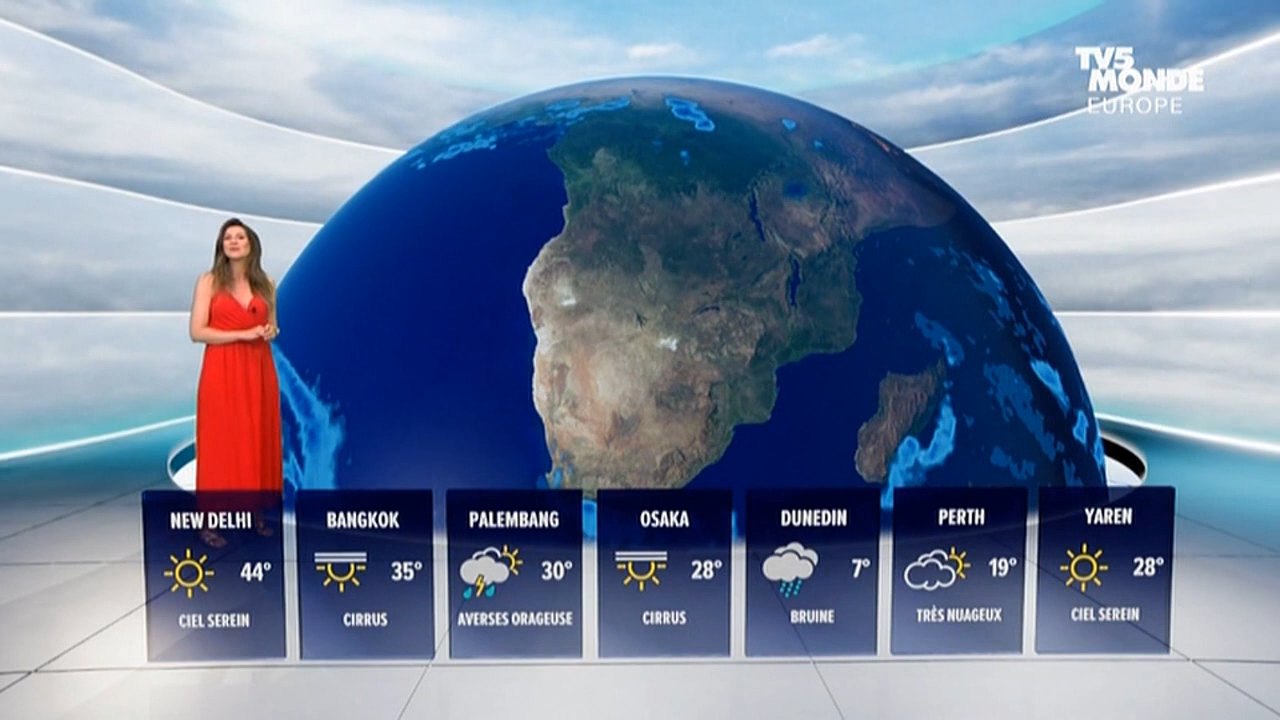 TV5
MONDE
EUROPE
NEW DELHI
44°
CIEL SEREIN
BANGKOK
35°
CIRRUS
PALEMBANG
30°
AVERSES ORAGEUSE
OSAKA
28°
CIRRUS
DUNEDIN
7°
BRUINE
PERTH
19°
TRÈS NUAGEUX
YAREN
28°
CIEL SEREIN